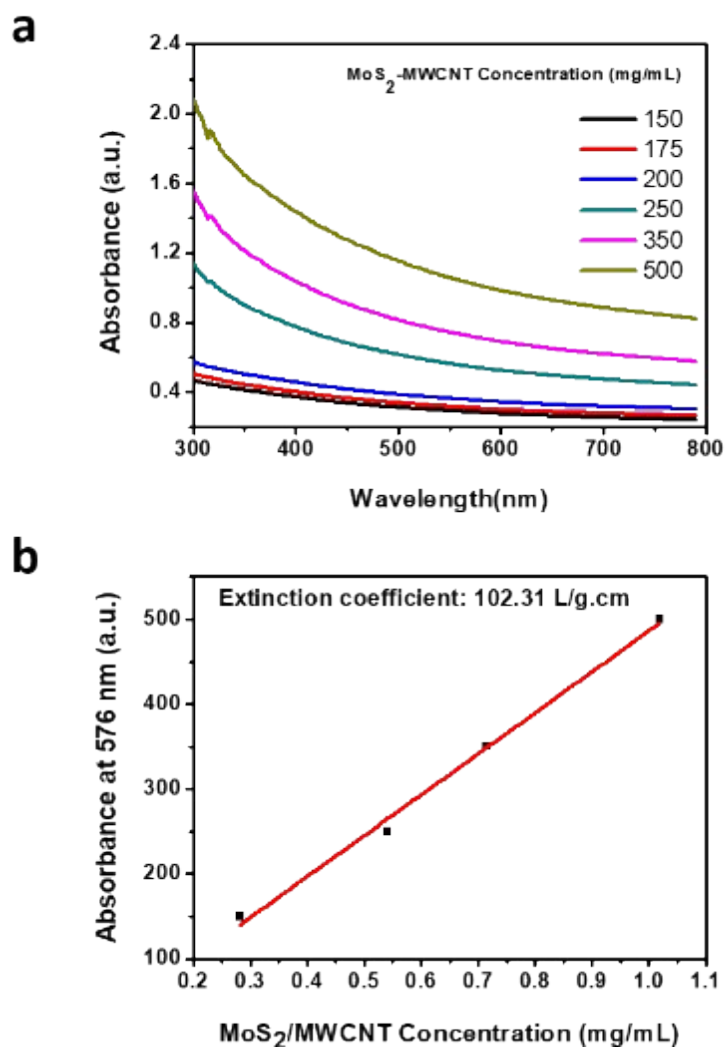 a
2.4
2.0
1.6
1.2
0.8
0.4
Absorbance (a.u.)
MoS2-MWCNT Concentration (mg/mL)
150
175
200
250
350
500
300 400 500 600 700 800
Wavelength(nm)
b
Extinction coefficient: 102.31 L/g.cm
500
400
300
200
100
Absorbance at 576 nm (a.u.)
0.2 0.3 0.4 0.5 0.6 0.7 0.8 0.9 1.0 1.1
MoS2/MWCNT Concentration (mg/mL)